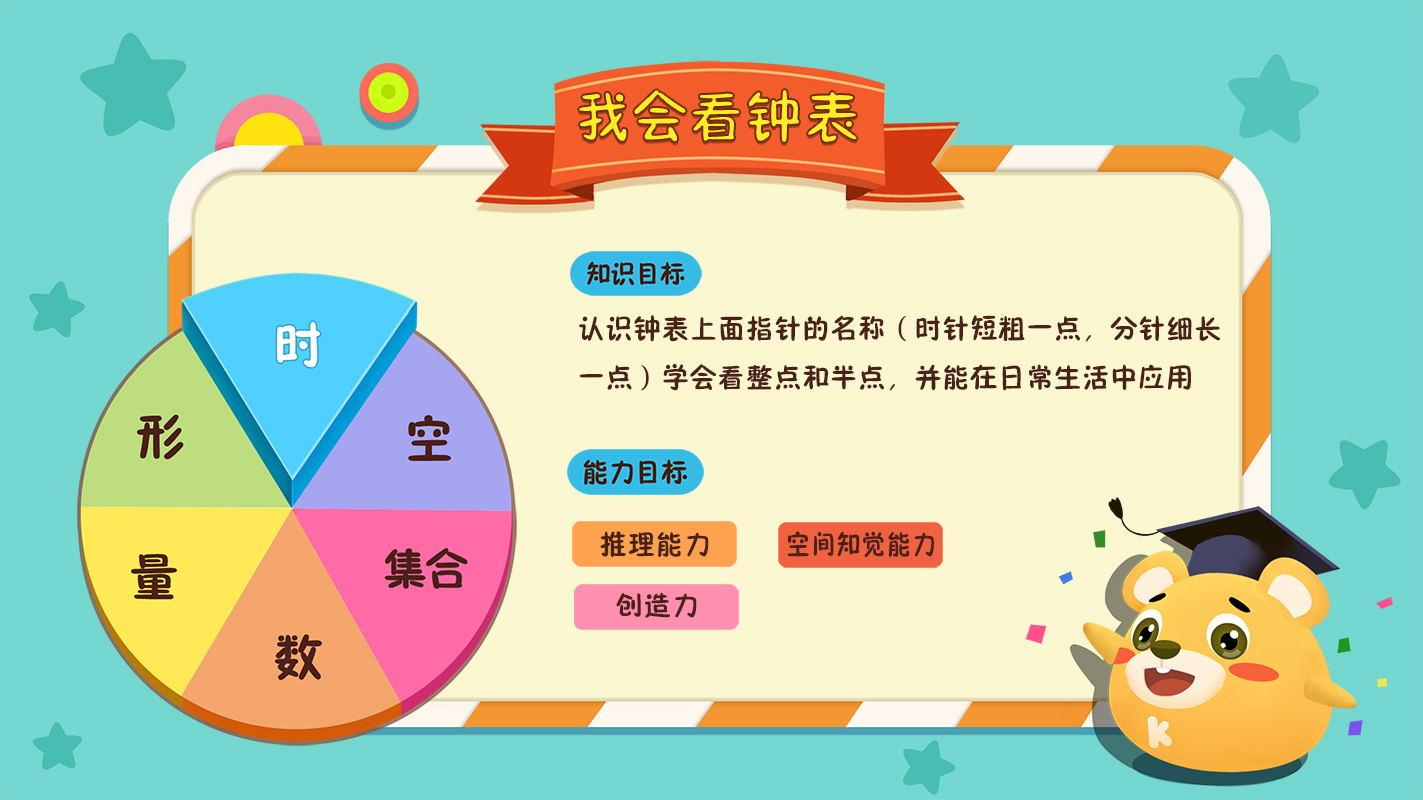 我会看钟表
知识目标
认识钟表上面指针的名称（时针短粗一点，分针细长
一点）学会看整点和半点，并能在日常生活中应用
能力目标
推理能力
空间知觉能力
创造力
时
形
空
量
集合
数
K